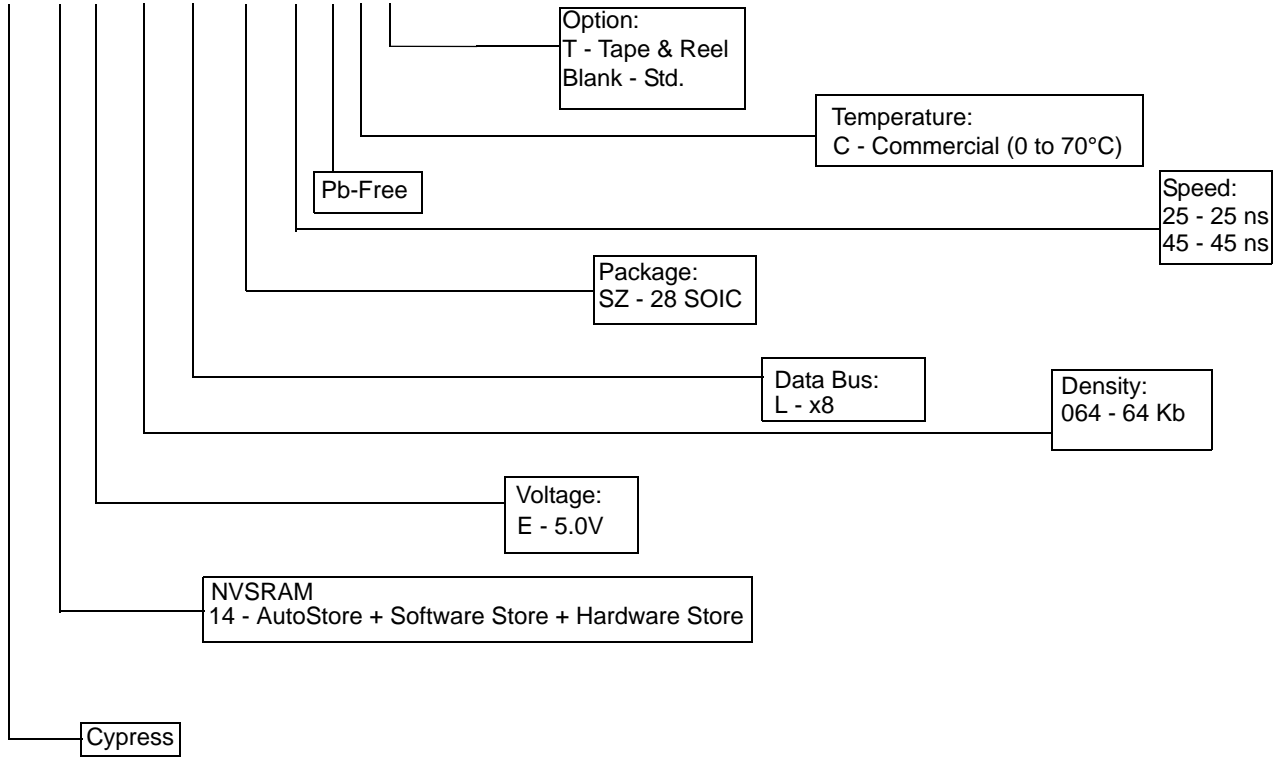 Option:
T - Tape & Reel
Blank - Std.
Temperature:
C - Commercial (0 to 70°C)
Pb-Free
Speed:
25 - 25 ns
45 - 45 ns
Package:
SZ - 28 SOIC
Data Bus:
L - x8
Density:
064 - 64 Kb
Voltage:
E - 5.0V
NVSRAM
14 - AutoStore + Software Store + Hardware Store
Cypress